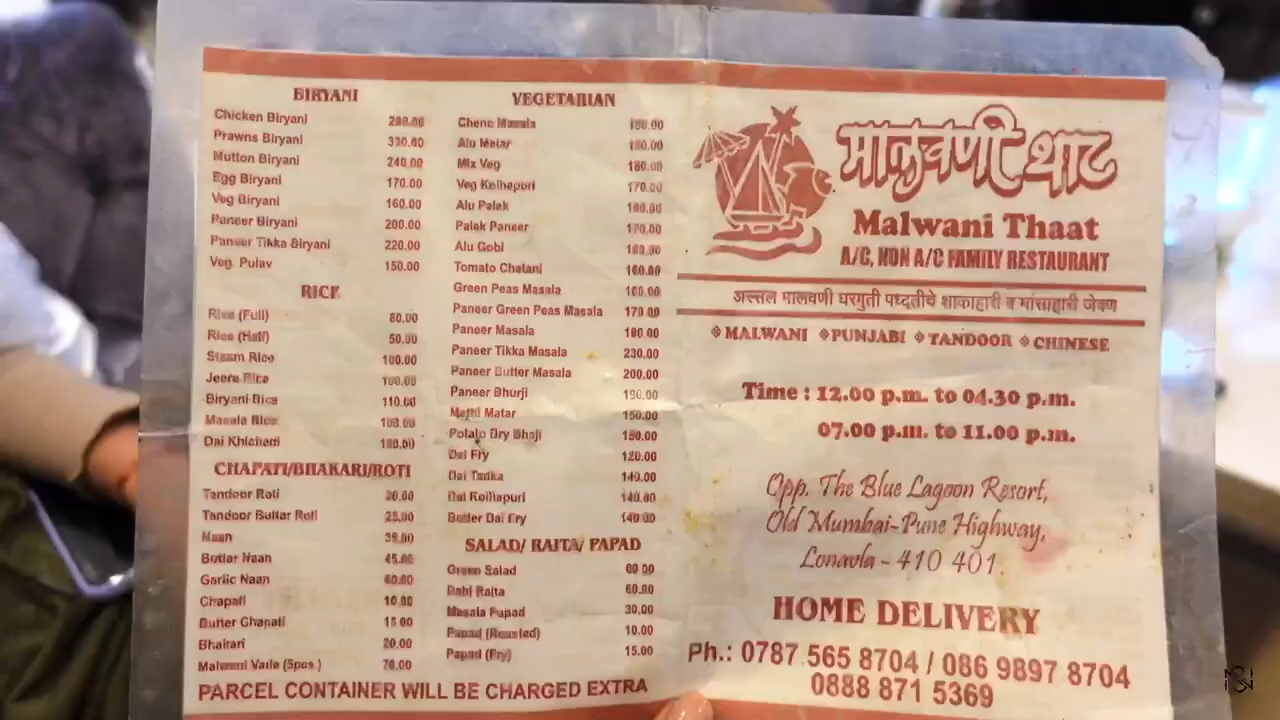 BIRYANI
Chicken Biryani 280.00
Prawns Biryani 330.00
Mutton Biryani 240.00
Egg Biryani 170.00
Veg Biryani 160.00
Paneer Biryani 200.00
Paneer Tikka Biryani 220.00
Veg. Pulav 150.00
RICE
Rice (Full) 80.00
Rice (Half) 50.00
Steam Rice 100.00
Jeera Rice 100.00
Biryani Rice 110.00
Masala Rice
Dal Khichadi
CHAPATI/BHAKARI/ROTI
Tandoor Roti 20.00
Tandoor Buttar Roti 25.00
Naan 35.00
Butlar Naan 45.00
Garlic Naan 60.00
Chapati 10.00
Butter Chapati 15.00
Bhakari 20.00
Malwani Vade (5pcs.) 70.00
PARCEL CONTAINER WILL BE CHARGED EXTRA
VEGETARIAN
Masala
Alu Matar
Mix Veg 180.00
Veg Kolhapuri 170.00
Alu Palek
Palek Paneer 170.00
Alu Gobi
Tomato Chatani 160.00
Green Peas Masala 160.00
Paneer Green Peas Masala 170.00
Paneer Masala 180.00
Paneer Tikka Masala 230.00
Paneer Butter Masala 200.00
Paneer Bhurji 190.00
Methi Matar 150.00
Potato Dry Bhaji 150.00
Dal Fry 120.00
Dal Tadka 140.00
Dal Kolhapuri 140.00
Butter Dal Fry 140.00
SALAD/ RAITA/ PAPAD
Green Salad 60.00
Dahi Raita 60.00
Masala Papad 30.00
Papad (Roasted) 10.00
Papad (Fry) 15.00
मालवणी थाट
Malwani Thaat
A/C, NON A/C FAMILY RESTAURANT
अस्सल मालवणी घरगुती पध्दतीचे शाकाहारी व मांसाहारी जेवण
❖MALWANI ❖PUNJABI ❖TANDOOR ❖CHINESE
Time : 12.00 p.m. to 04.30 p.m.
07.00 p.m. to 11.00 p.m.
Opp. The Blue Lagoon Resort,
Old Mumbai-Pune Highway,
Lonavla - 410 401.
HOME DELIVERY
Ph.: 0787 565 8704 / 086 9897 8704
0888 871 5369